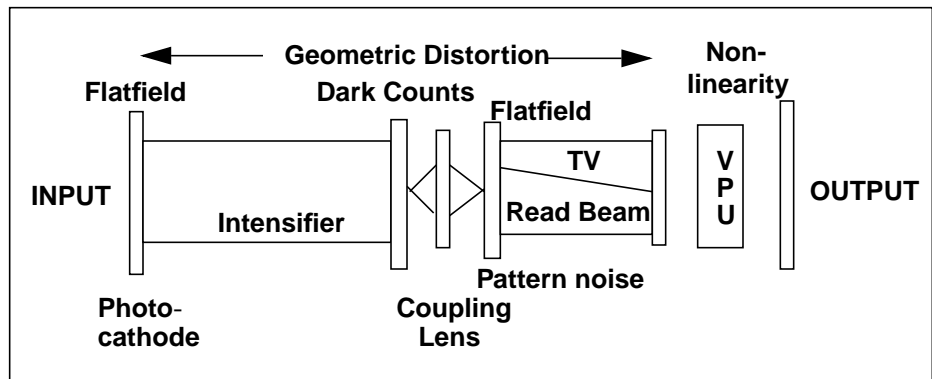 Geometric Distortion
Non-
linearity
Flatfield
Dark Counts
Flatfield
INPUT
Intensifier
TV
Read Beam
V
P
U
OUTPUT
Pattern noise
Photo-
cathode
Coupling
Lens